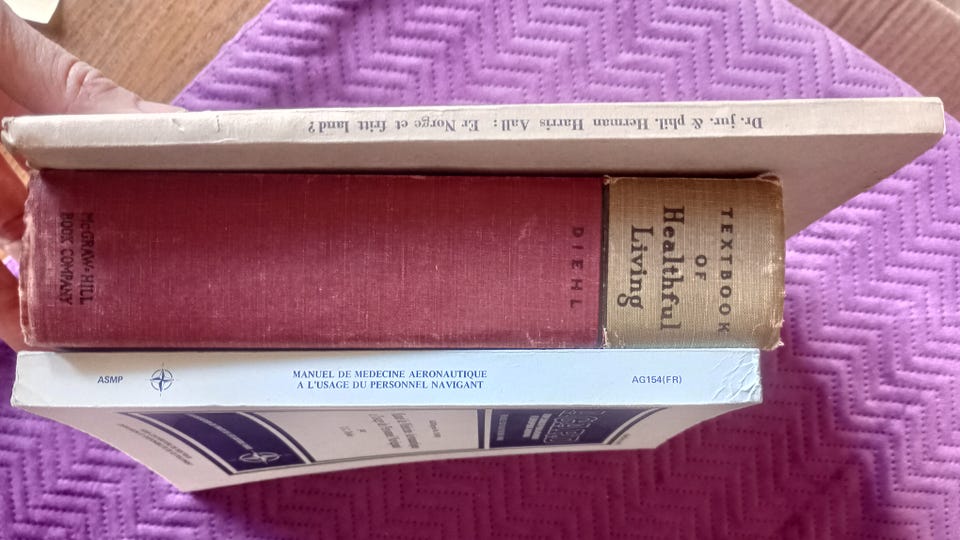 Dr. jur. & phil. Herman Harris Aall: Er Norge et fritt land?
TEXTBOOK
OF
Healthful
Living
DIEHL
McGRAW-HILL
BOOK COMPANY
ASMP
MANUEL DE MEDECINE AERONAUTIQUE
A L'USAGE DU PERSONNEL NAVIGANT
AG154(FR)